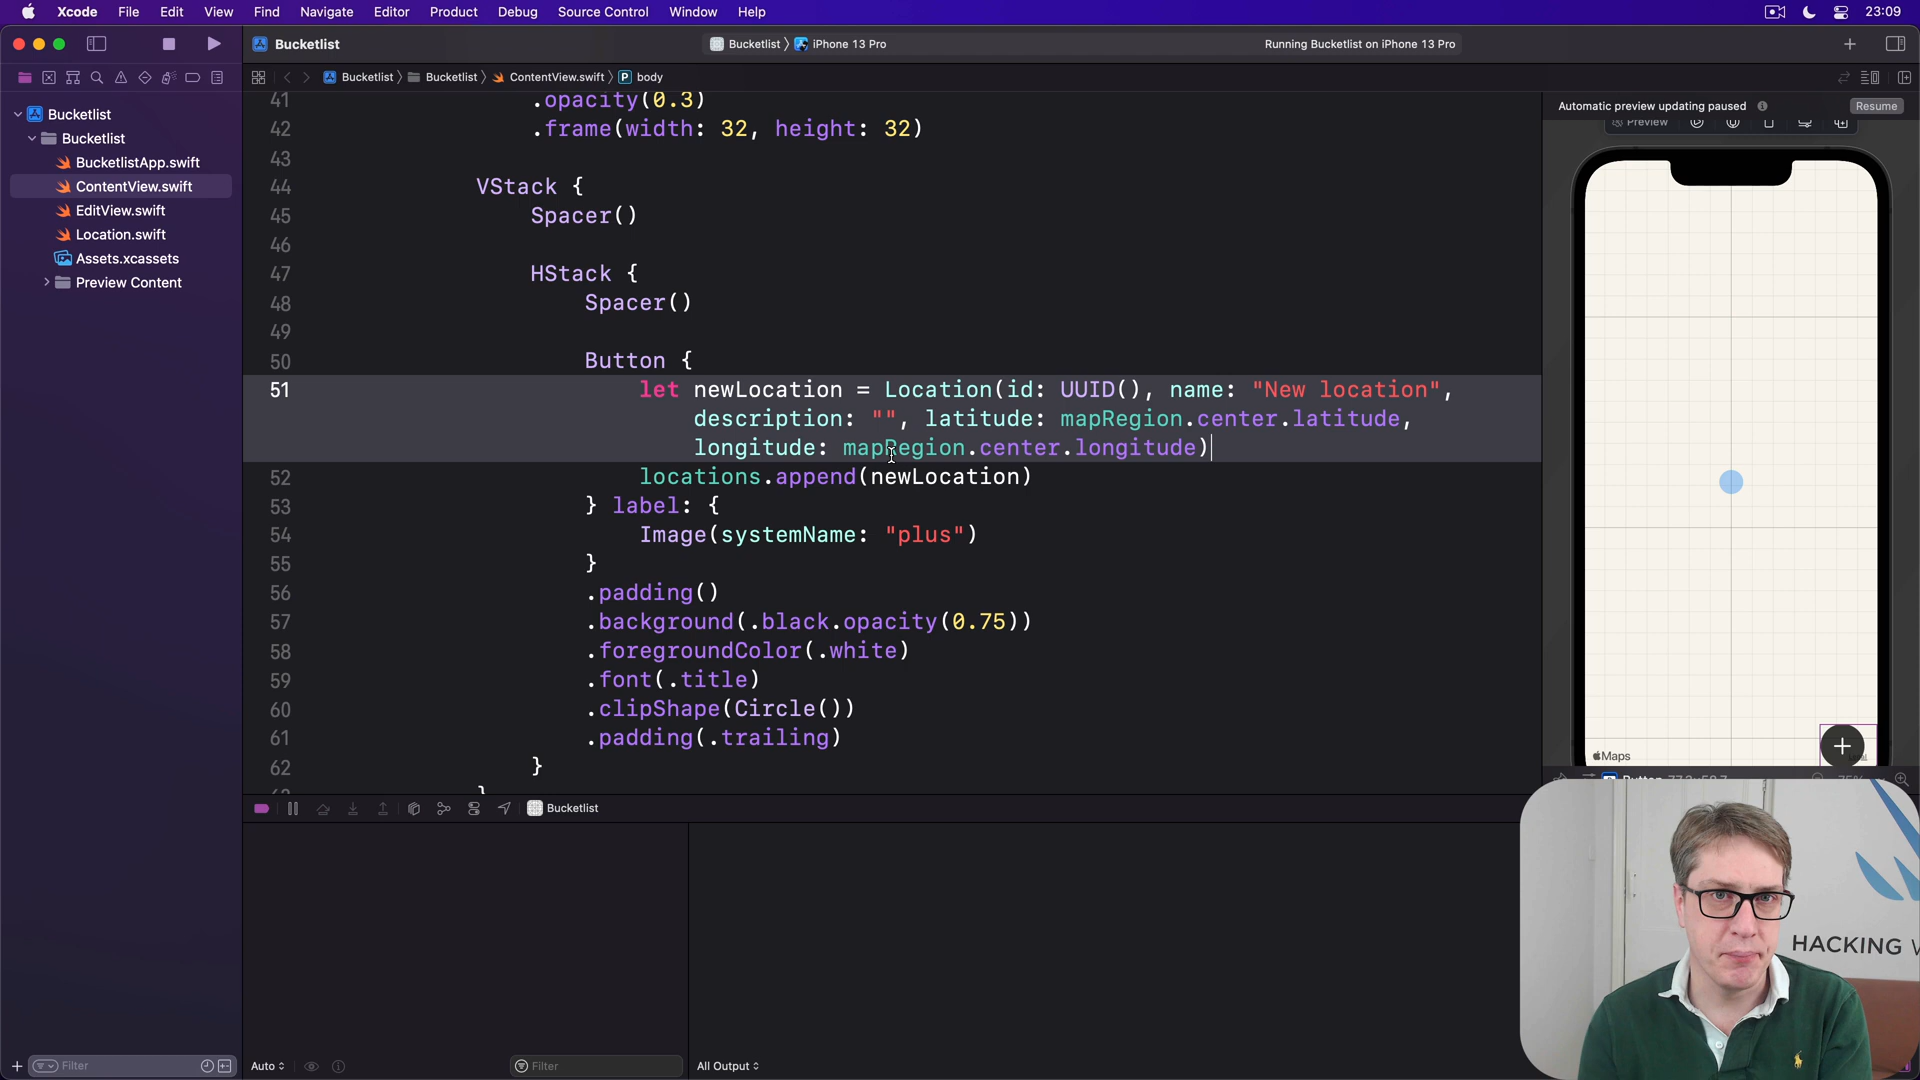 Xcode File Edit View Find Navigate Editor Product Debug Source Control Window Help 23:09
Bucketlist
Bucketlist 〉 iPhone 13 Pro
Running Bucketlist on iPhone 13 Pro
Bucketlist 〉 Bucketlist 〉 ContentView.swift 〉 P body
Bucketlist
Bucketlist
BucketlistApp.swift
ContentView.swift
EditView.swift
Location.swift
Assets.xcassets
Preview Content
41 .opacity(0.3)
42 .frame(width: 32, height: 32)
43
44 VStack {
45 Spacer()
46
47 HStack {
48 Spacer()
49
50 Button {
51 let newLocation = Location(id: UUID(), name: "New location",
description: "", latitude: mapRegion.center.latitude,
longitude: mapRegion.center.longitude)
52 locations.append(newLocation)
53 } label: {
54 Image(systemName: "plus")
55 }
56 .padding()
57 .background(.black.opacity(0.75))
58 .foregroundColor(.white)
59 .font(.title)
60 .clipShape(Circle())
61 .padding(.trailing)
62 }
}
Automatic preview updating paused Resume
Preview
Maps
Button
Bucketlist
HACKING
Filter
Auto
Filter
All Output